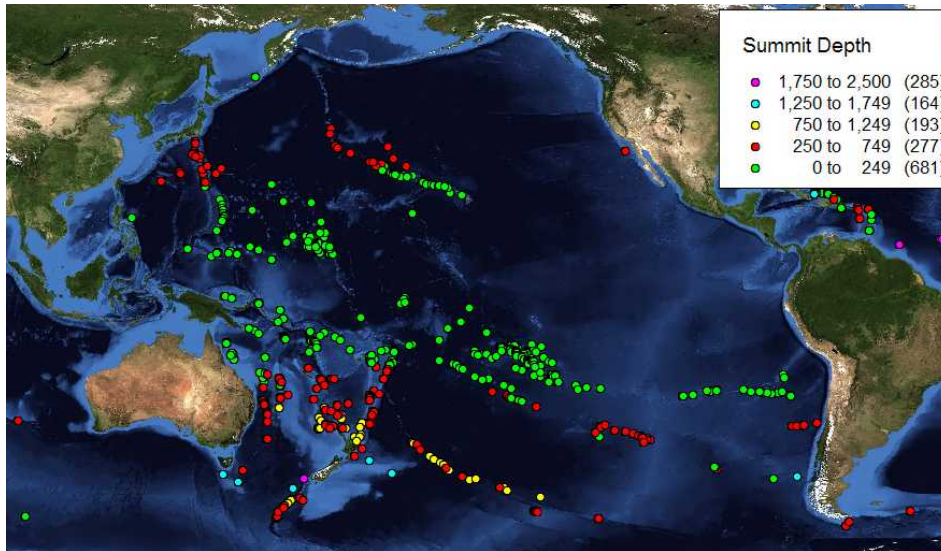 Summit Depth
1,750 to 2,500 (285)
1,250 to 1,749 (164)
750 to 1,249 (193)
250 to 749 (277)
0 to 249 (681)